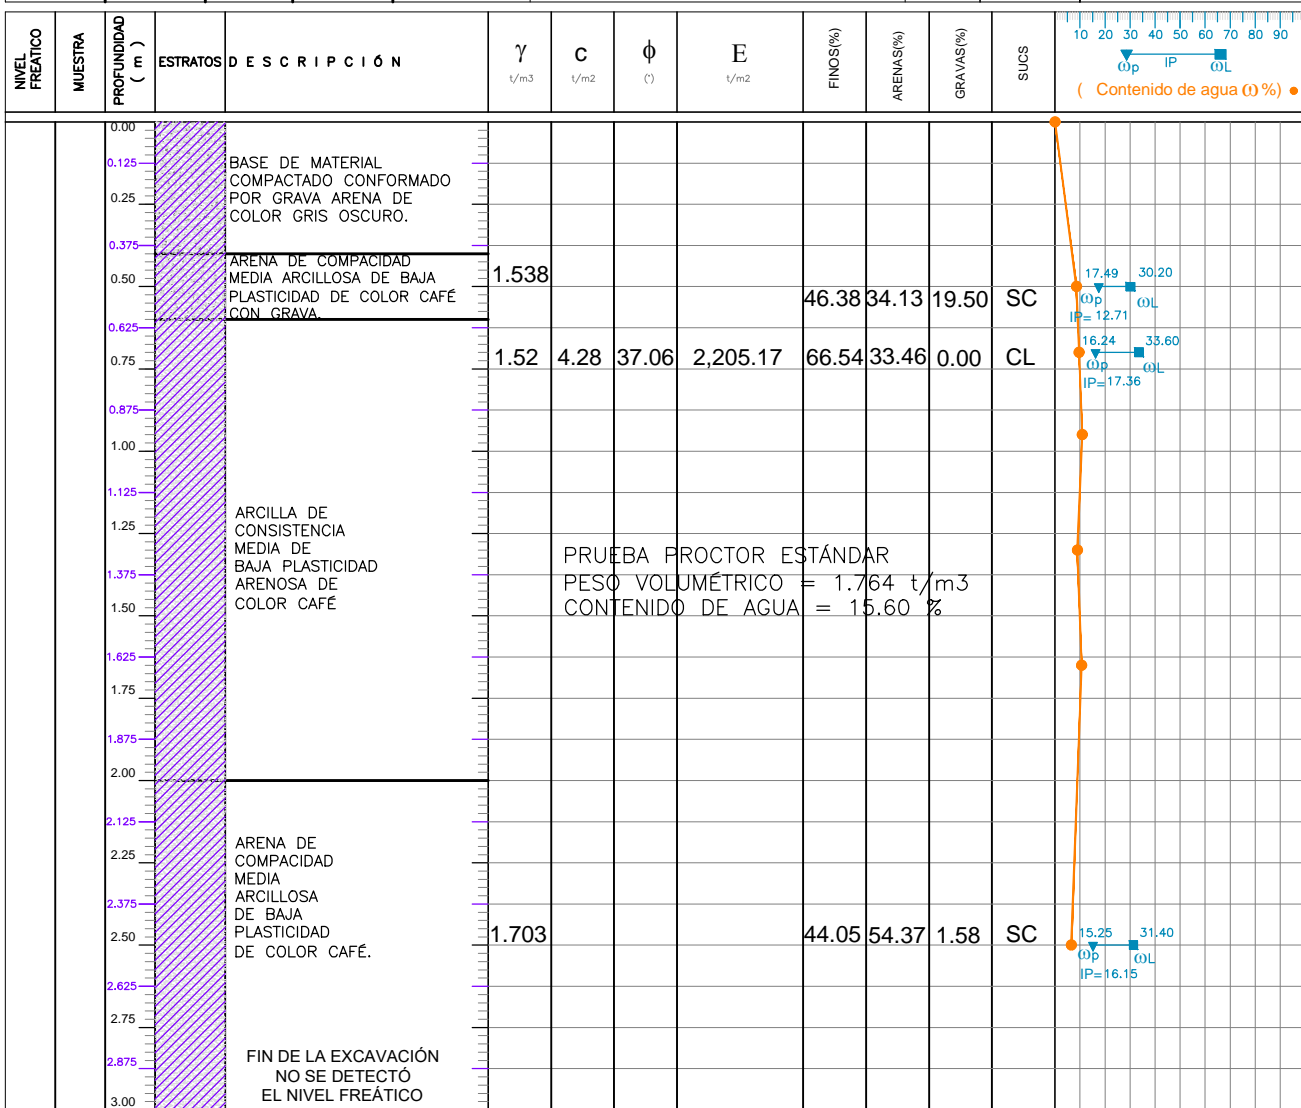 NIVEL
FREATICO
MUESTRA
PROFUNDIDAD
( m )
ESTRATOS
DESCRIPCIÓN
γ
t/m3
c
t/m2
ϕ
(°)
E
t/m2
FINOS(%)
ARENAS(%)
GRAVAS(%)
SUCS
10 20 30 40 50 60 70 80 90
ωp IP ωL
( Contenido de agua ω %)
0.00
0.125
0.25
0.375
0.50
0.625
0.75
0.875
1.00
1.125
1.25
1.375
1.50
1.625
1.75
1.875
2.00
2.125
2.25
2.375
2.50
2.625
2.75
2.875
3.00
BASE DE MATERIAL
COMPACTADO CONFORMADO
POR GRAVA ARENA DE
COLOR GRIS OSCURO.
ARENA DE COMPACIDAD
MEDIA ARCILLOSA DE BAJA
PLASTICIDAD DE COLOR CAFÉ
CON GRAVA.
1.538
46.38 34.13 19.50 SC
17.49 30.20
ωp ωL
IP= 12.71
1.52 4.28 37.06 2,205.17 66.54 33.46 0.00 CL
16.24 33.60
ωp ωL
IP=17.36
ARCILLA DE
CONSISTENCIA
MEDIA DE
BAJA PLASTICIDAD
ARENOSA DE
COLOR CAFÉ
PRUEBA PROCTOR ESTÁNDAR
PESO VOLUMÉTRICO = 1.764 t/m3
CONTENIDO DE AGUA = 15.60 %
ARENA DE
COMPACIDAD
MEDIA
ARCILLOSA
DE BAJA
PLASTICIDAD
DE COLOR CAFÉ.
1.703 44.05 54.37 1.58 SC
15.25 31.40
ωp ωL
IP=16.15
FIN DE LA EXCAVACIÓN
NO SE DETECTÓ
EL NIVEL FREÁTICO